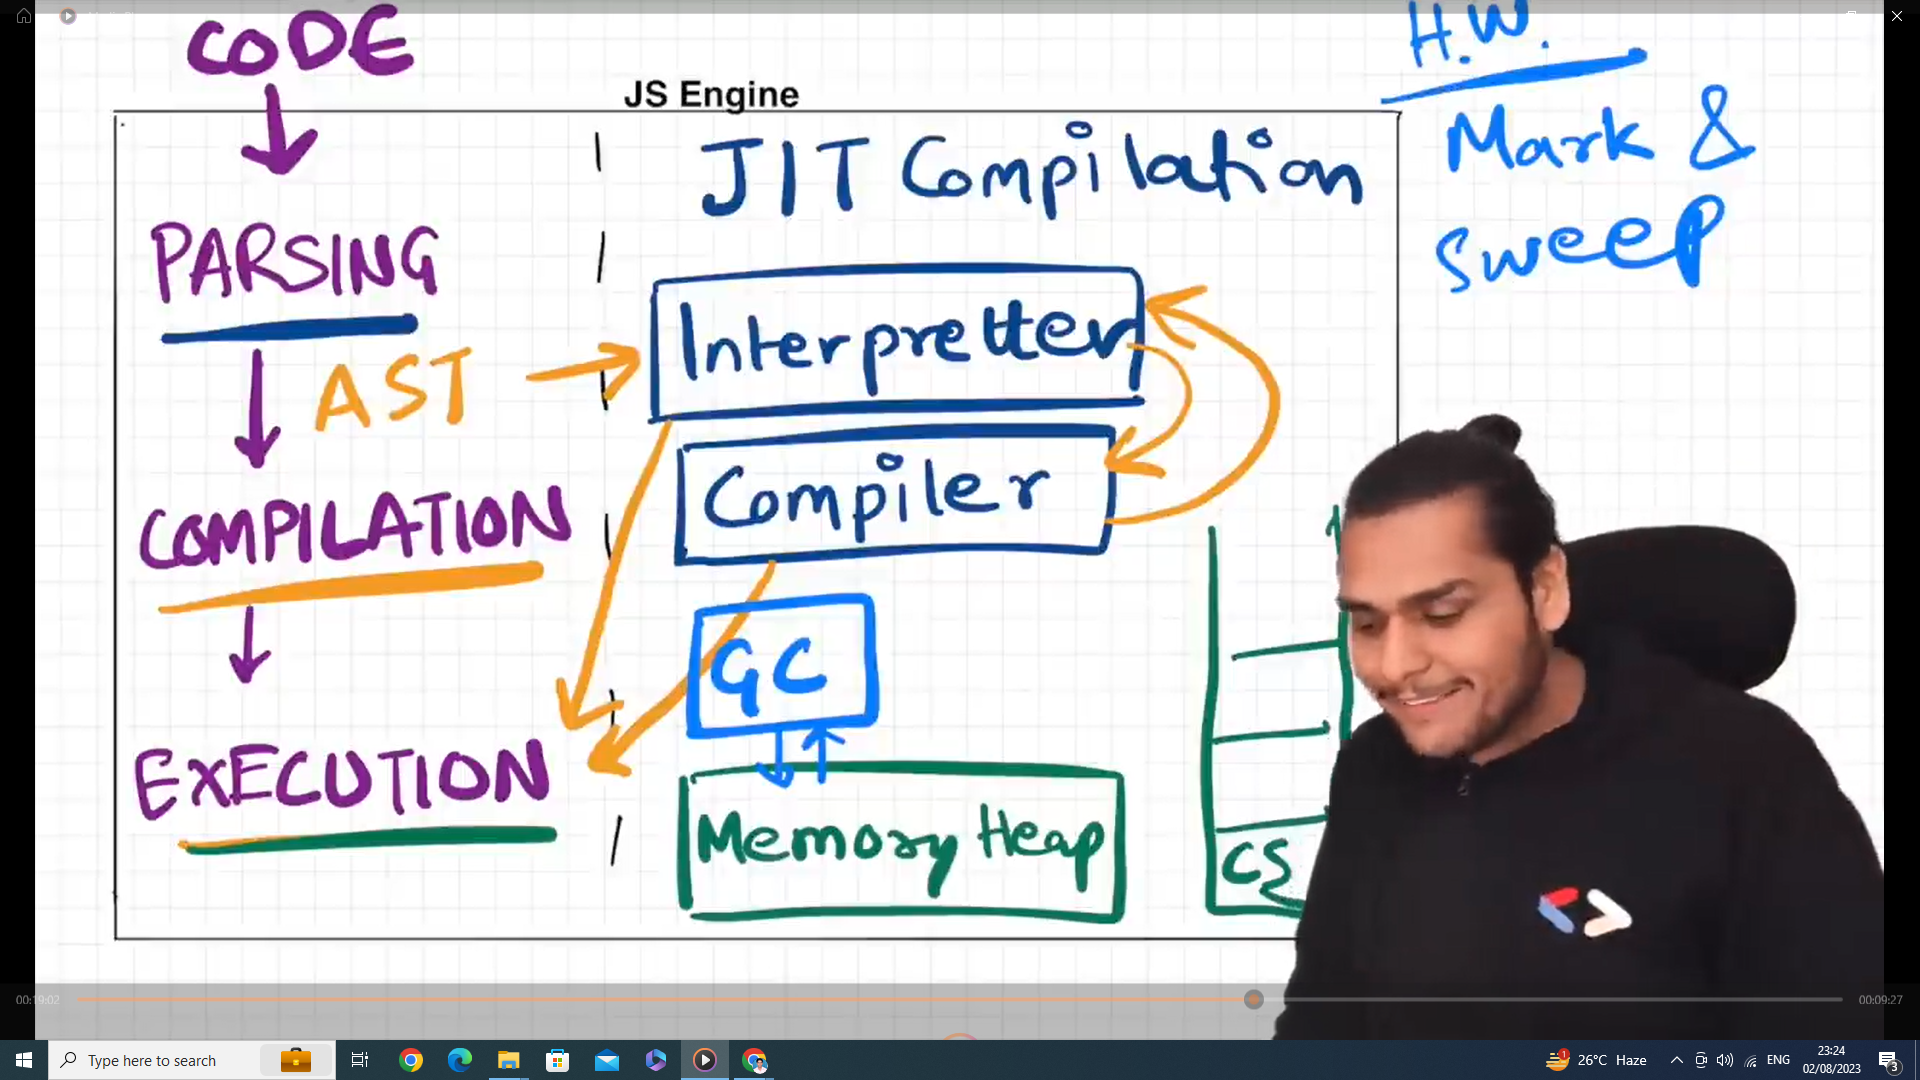 CODE
H.W.
JS Engine
JIT Compilation
Mark &
Sweep
PARSING
Interpretter
AST
Compiler
COMPILATION
GC
EXECUTION
Memory Heap
00:19:02
00:09:27
Type here to search
26°C Haze
ENG
23:24
02/08/2023
3
1